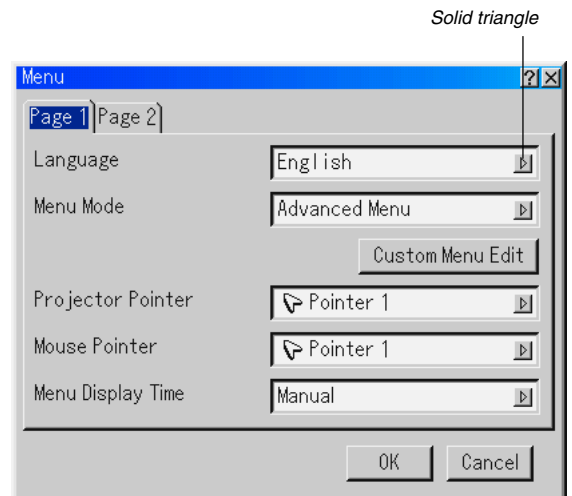 Solid triangle
Menu ? ×
Page 1 Page 2
Language English
Menu Mode Advanced Menu
Custom Menu Edit
Projector Pointer Pointer 1
Mouse Pointer Pointer 1
Menu Display Time Manual
OK Cancel